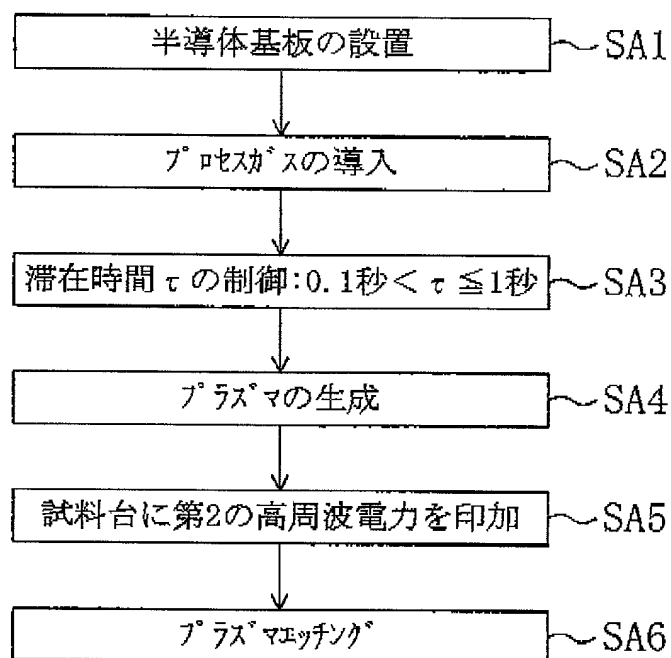 半導体基板の設置 SA1
ﾌﾟﾛｾｽｶﾞｽの導入 SA2
滞在時間τの制御:0.1秒<τ≦1秒 SA3
ﾌﾟﾗｽﾞﾏの生成 SA4
試料台に第2の高周波電力を印加 SA5
ﾌﾟﾗｽﾞﾏｴｯﾁﾝｸﾞ SA6